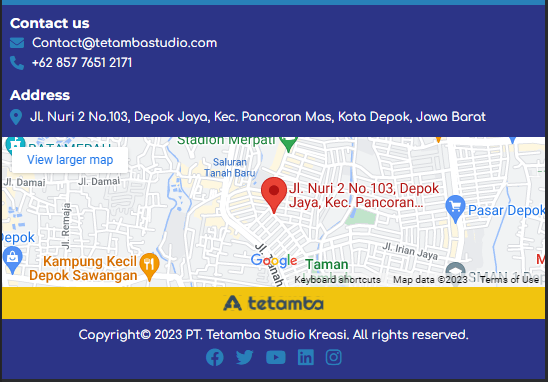 Contact us
Contact@tetambastudio.com
+62 857 7651 2171
Address
Jl. Nuri 2 No.103, Depok Jaya, Kec. Pancoran Mas, Kota Depok, Jawa Barat
Stadion Merpati
View larger map
Saluran
Tanah Baru
Jl. Damai
Jl. Damai
Jl. Nuri 2 No.103, Depok
Jaya, Kec. Pancoran...
Pasar Depok
Jl. Remaja
Depok
Jl. Irian Jaya
Kampung Kecil
Depok Sawangan
Google
Taman
Keyboard shortcuts
Map data ©2023
Terms of Use
tetamba
Copyright© 2023 PT. Tetamba Studio Kreasi. All rights reserved.